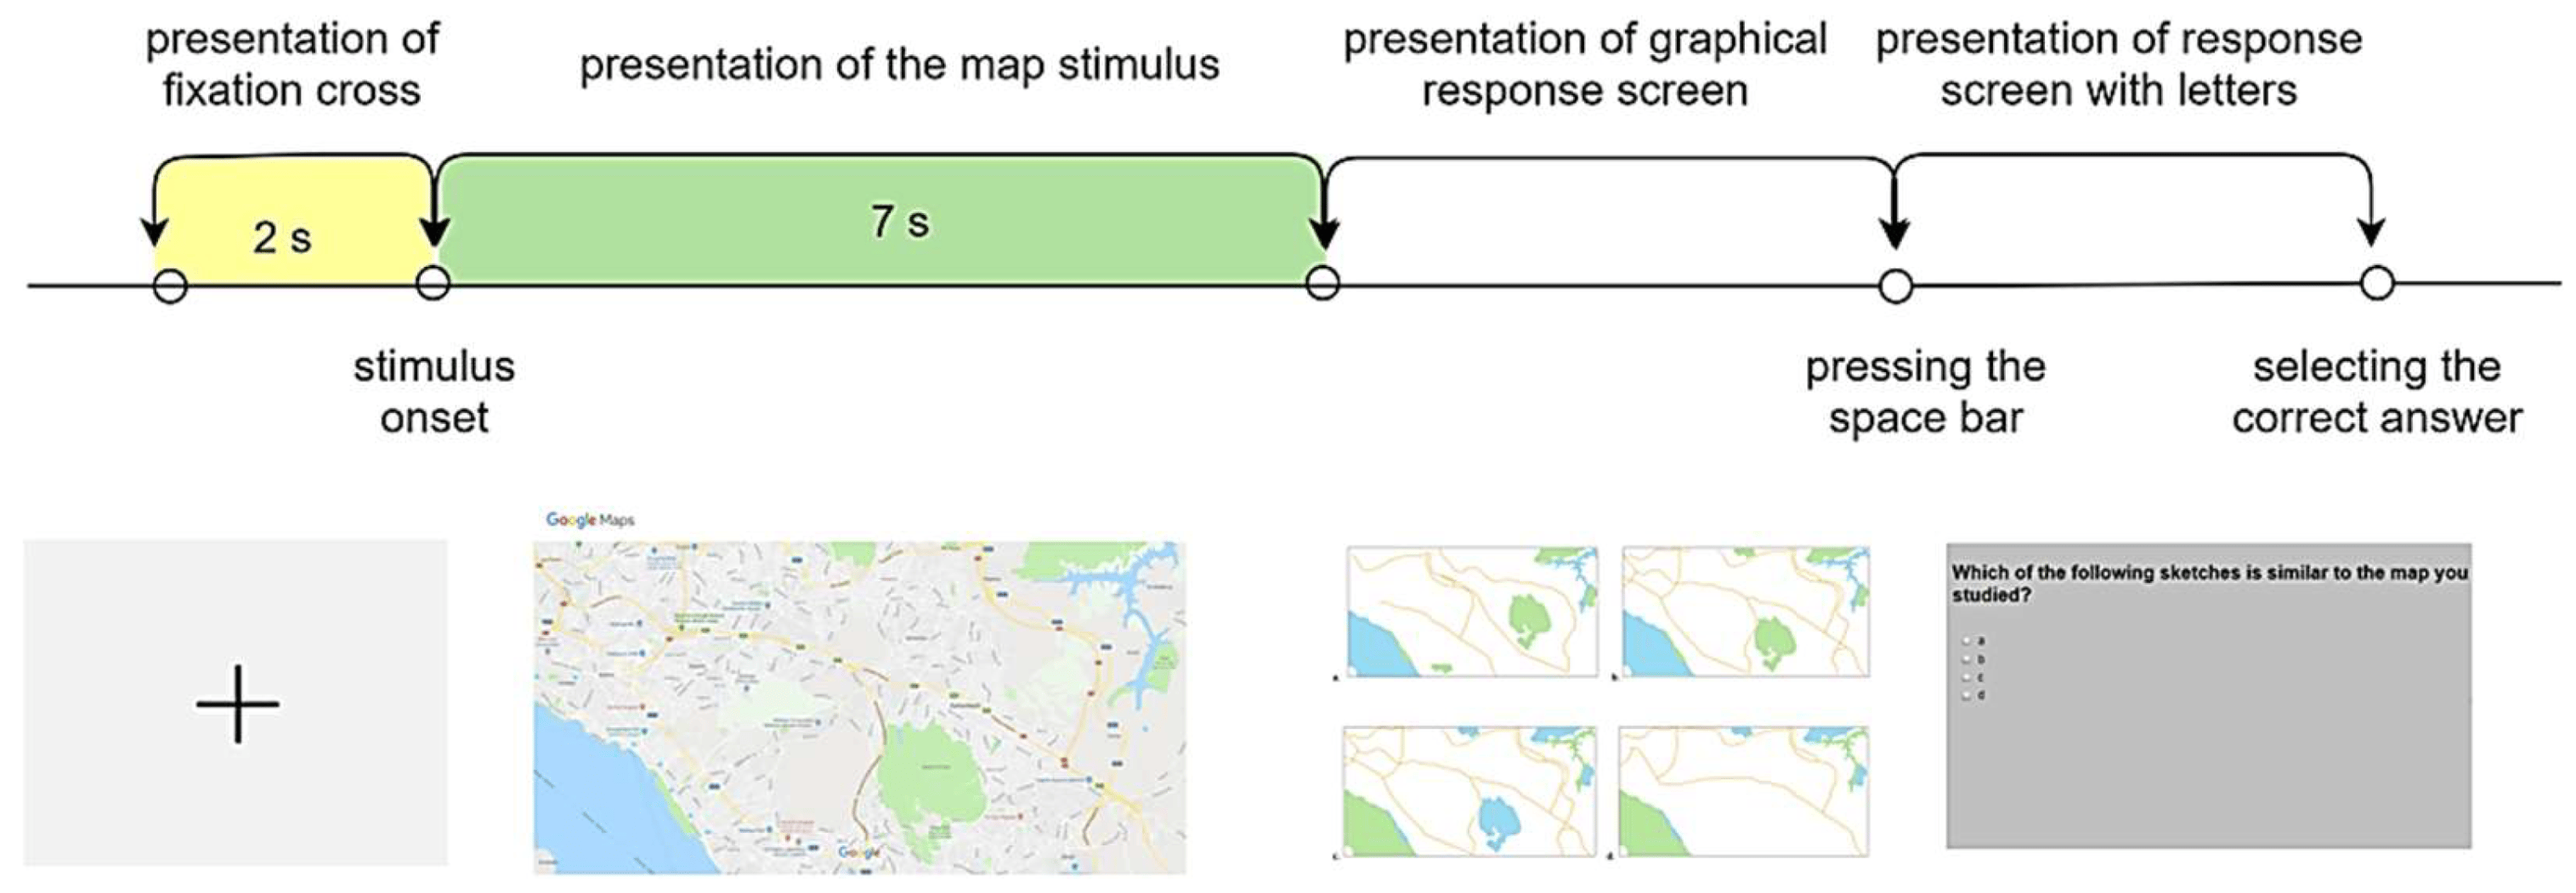 presentation of
fixation cross
presentation of the map stimulus
presentation of graphical
response screen
presentation of response
screen with letters
2 s
7 s
stimulus
onset
pressing the
space bar
selecting the
correct answer
Google Maps
Google
a.
b.
c.
d.
Which of the following sketches is similar to the map you
studied?
a
b
c
d